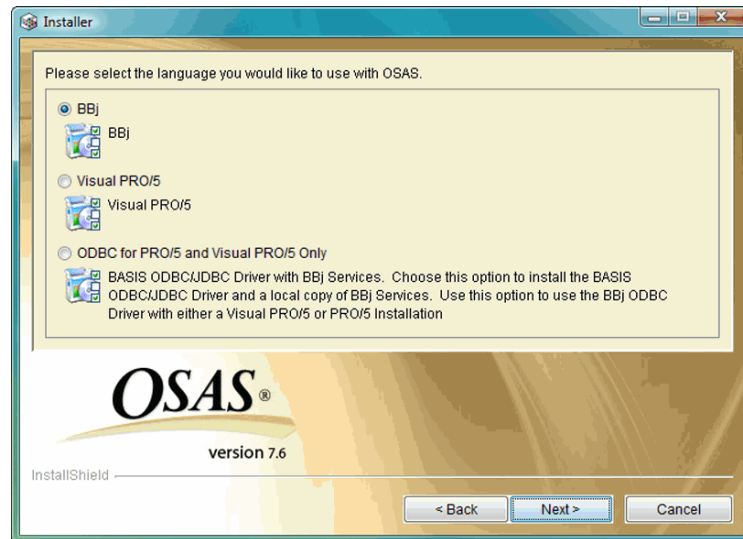 Installer
Please select the language you would like to use with OSAS.
BBj
BBj
Visual PRO/5
Visual PRO/5
ODBC for PRO/5 and Visual PRO/5 Only
BASIS ODBC/JDBC Driver with BBj Services. Choose this option to install the BASIS
ODBC/JDBC Driver and a local copy of BBj Services. Use this option to use the BBj ODBC
Driver with either a Visual PRO/5 or PRO/5 Installation
OSAS®
version 7.6
InstallShield
< Back Next > Cancel